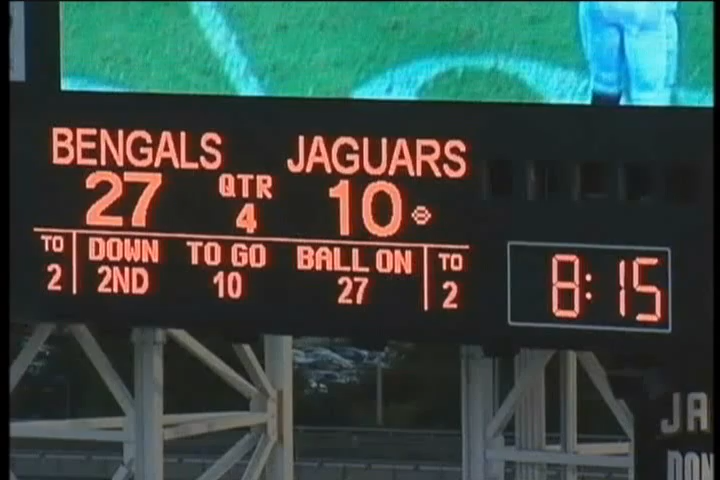 BENGALS JAGUARS
27 QTR 10
4
TO DOWN TO GO BALL ON TO
2 2ND 10 27 2
8:15
JA
DON